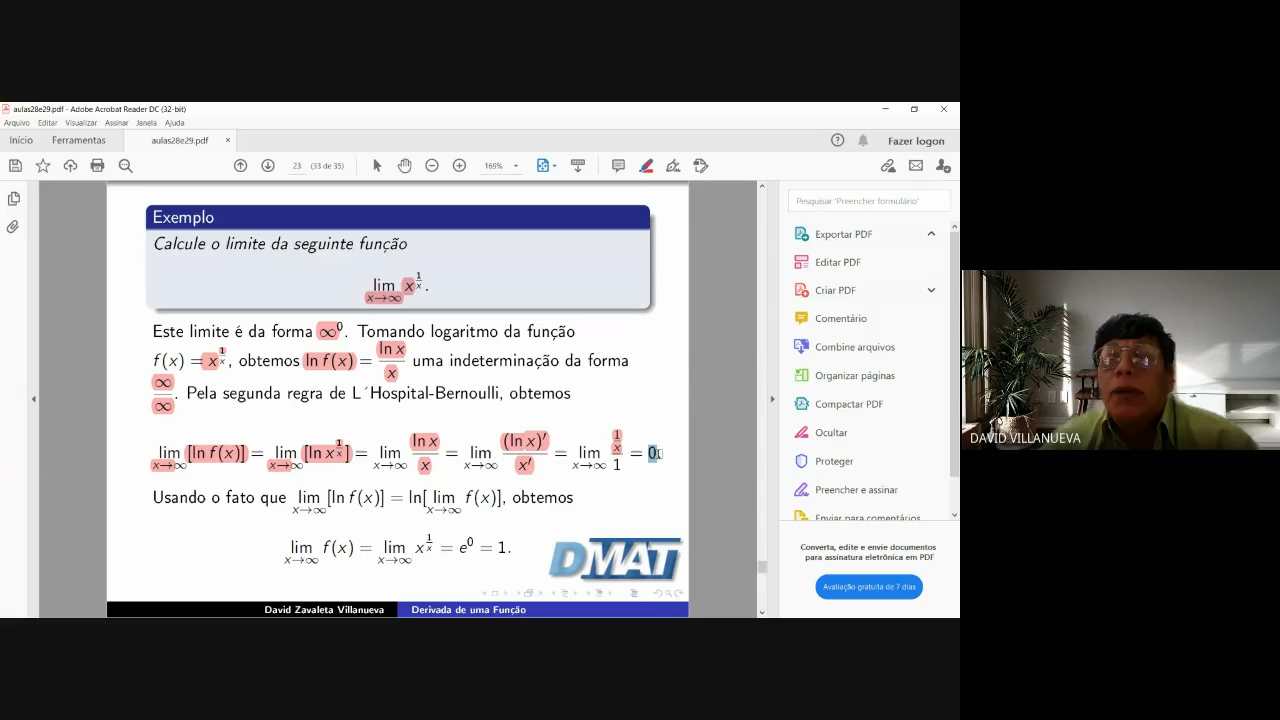 aulas28e29.pdf - Adobe Acrobat Reader DC (32-bit)
Arquivo Editar Visualizar Assinar Janela Ajuda
Início Ferramentas aulas28e29.pdf × Fazer logon
23 (33 de 35) 169%
Exemplo
Calcule o limite da seguinte função
lim x→∞ x^{1/x}.
Este limite é da forma ∞^0. Tomando logaritmo da função
f(x) = x^{1/x}, obtemos ln f(x) = ln x / x uma indeterminação da forma
∞/∞. Pela segunda regra de L´Hospital-Bernoulli, obtemos
lim x→∞ [ln f(x)] = lim x→∞ [ln x^{1/x}] = lim x→∞ ln x / x = lim x→∞ (ln x)′ / x′ = lim x→∞ (1/x) / 1 = 0.
Usando o fato que lim x→∞ [ln f(x)] = ln[ lim x→∞ f(x)], obtemos
lim x→∞ f(x) = lim x→∞ x^{1/x} = e^0 = 1.
DMAT
David Zavaleta Villanueva Derivada de uma Função
Pesquisar 'Preencher formulário'
Exportar PDF
Editar PDF
Criar PDF
Comentário
Combine arquivos
Organizar páginas
Compactar PDF
Ocultar
Proteger
Preencher e assinar
Enviar para comentários
Converta, edite e envie documentos
para assinatura eletrônica em PDF
Avaliação gratuita de 7 dias
DAVID VILLANUEVA